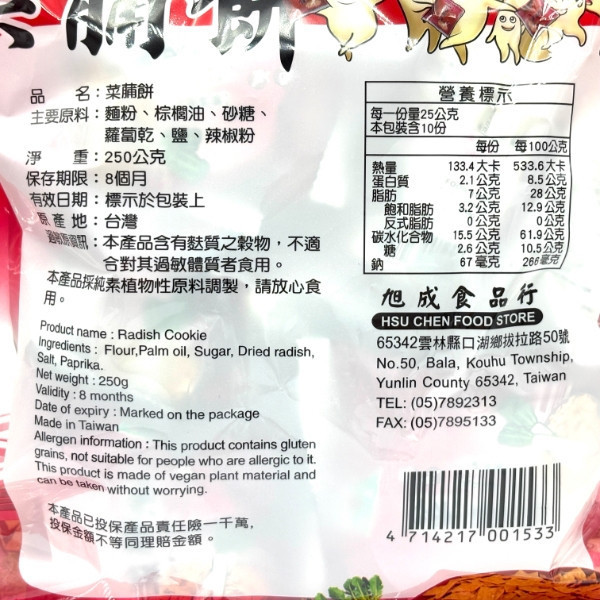 品 名：菜脯餅
主要原料：麵粉、棕櫚油、砂糖、
蘿蔔乾、鹽、辣椒粉
淨 重：250公克
保存期限：8個月
有效日期：標示於包裝上
原產地：台灣
過敏原資訊：本產品含有麩質之穀物，不適
合對其過敏體質者食用。
本產品採純素植物性原料調製，請放心食
用。
Product name : Radish Cookie
Ingredients : Flour,Palm oil, Sugar, Dried radish,
Salt, Paprika.
Net weight : 250g
Validity : 8 months
Date of expiry : Marked on the package
Made in Taiwan
Allergen information : This product contains gluten
grains, not suitable for people who are allergic to it.
This product is made of vegan plant material and
can be taken without worrying.
本產品已投保產品責任險一千萬，
投保金額不等同理賠金額。
營養標示
每一份量25公克
本包裝含10份
每份 每100公克
熱量 133.4大卡 533.6大卡
蛋白質 2.1公克 8.5公克
脂肪 7公克 28公克
飽和脂肪 3.2公克 12.9公克
反式脂肪 0公克 0公克
碳水化合物 15.5公克 61.9公克
糖 2.6公克 10.5公克
鈉 67毫克 266毫克
旭成食品行
HSU CHEN FOOD STORE
65342雲林縣口湖鄉拔拉路50號
No.50, Bala, Kouhu Township,
Yunlin County 65342, Taiwan
TEL: (05)7892313
FAX: (05)7895133
4 714217 001533